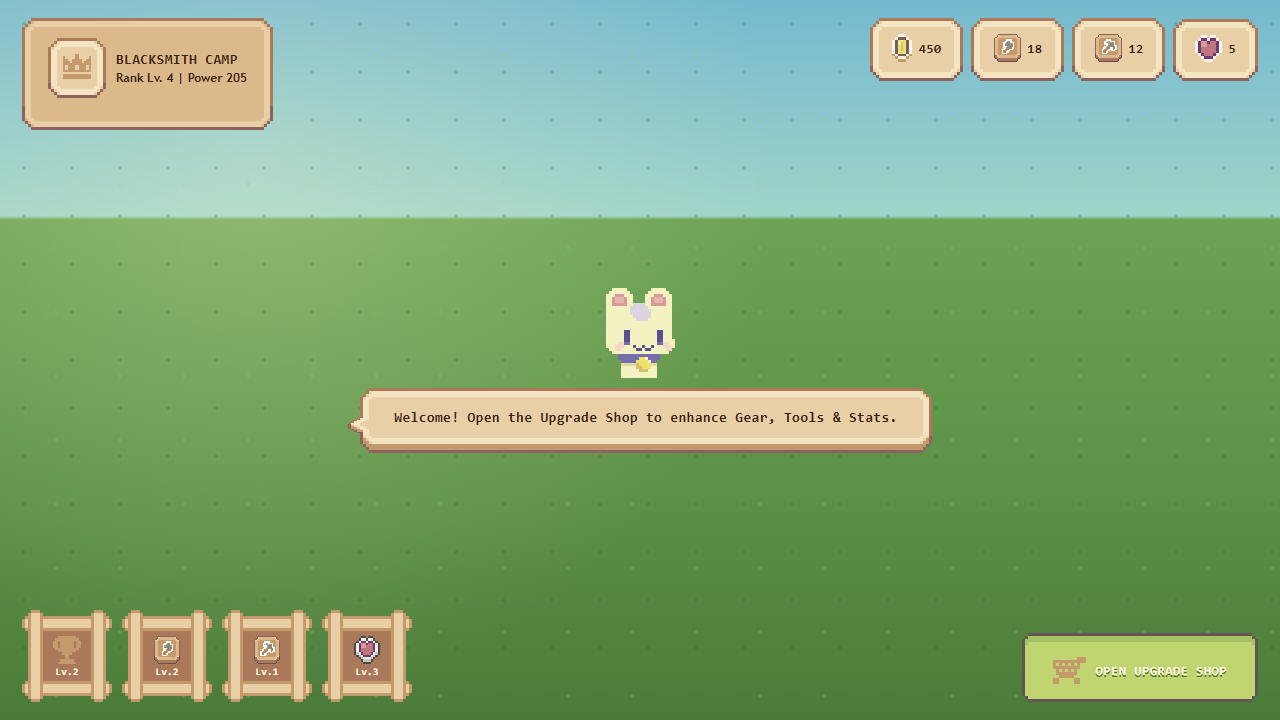 BLACKSMITH CAMP
Rank Lv. 4 | Power 205
450
18
12
5
Welcome! Open the Upgrade Shop to enhance Gear, Tools & Stats.
Lv.2
Lv.2
Lv.1
Lv.3
OPEN UPGRADE SHOP